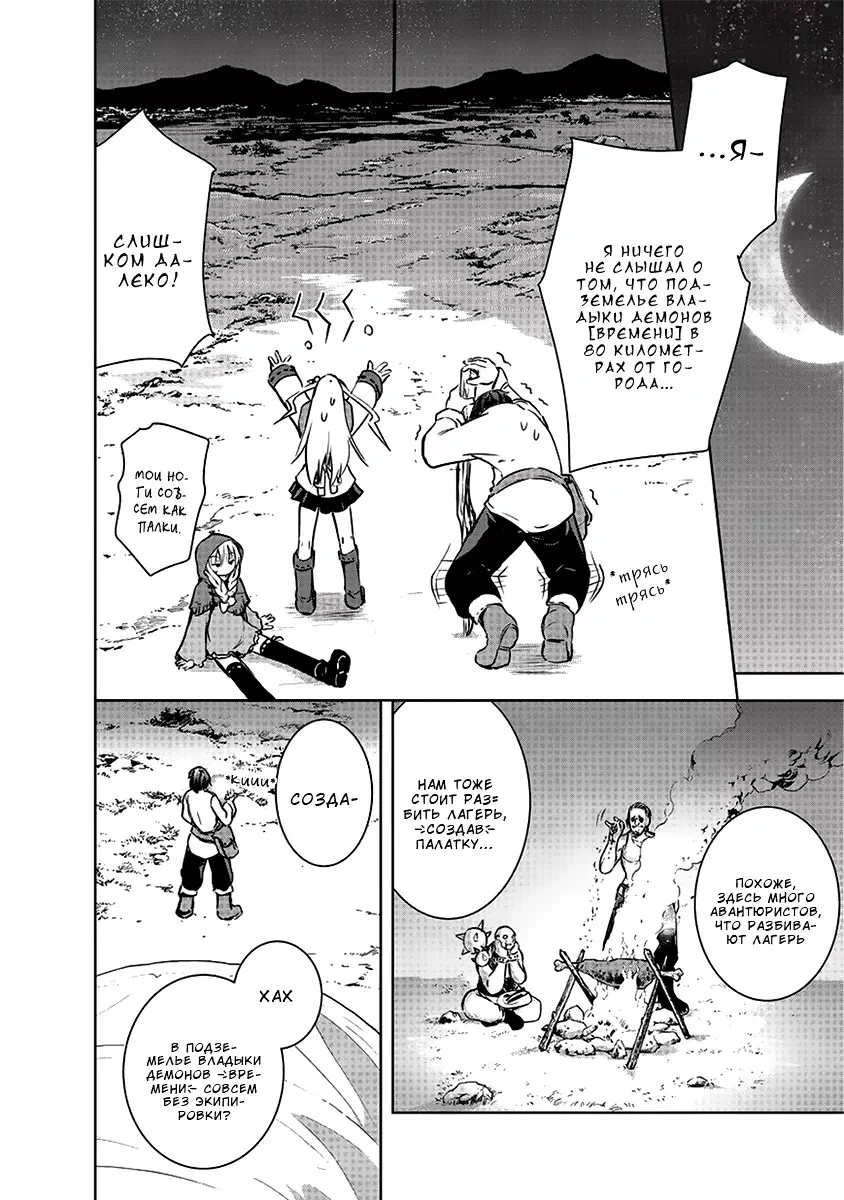 ...Я-
Я НИЧЕГО
НЕ СЛЫШАЛ О
ТОМ, ЧТО ПОД-
ЗЕМЕЛЬЕ ВЛА-
ДЫКИ ДЕМОНОВ
[ВРЕМЕНИ] В
80 КИЛОМЕТ-
РАХ ОТ ГО-
РОДА...
СЛИШ-
КОМ ДА-
ЛЕКО!
МОИ НО-
ГИ СОВ-
СЕМ КАК
ПАЛКИ.
*ТРЯСЬ
ТРЯСЬ*
ПОХОЖЕ,
ЗДЕСЬ МНОГО
АВАНТЮРИСТОВ,
ЧТО РАЗБИВА-
ЮТ ЛАГЕРЬ
НАМ ТОЖЕ
СТОИТ РАЗ=
БИТЬ ЛАГЕРЬ,
⊰СОЗДАВ⊱
ПАЛАТКУ...
СОЗДА-
*КИИИ*
ХАХ
В ПОДЗЕ-
МЕЛЬЕ ВЛАДЫКИ
ДЕМОНОВ ⊰ВРЕ-
МЕНИ⊱ СОВСЕМ
БЕЗ ЭКИПИ-
РОВКИ?